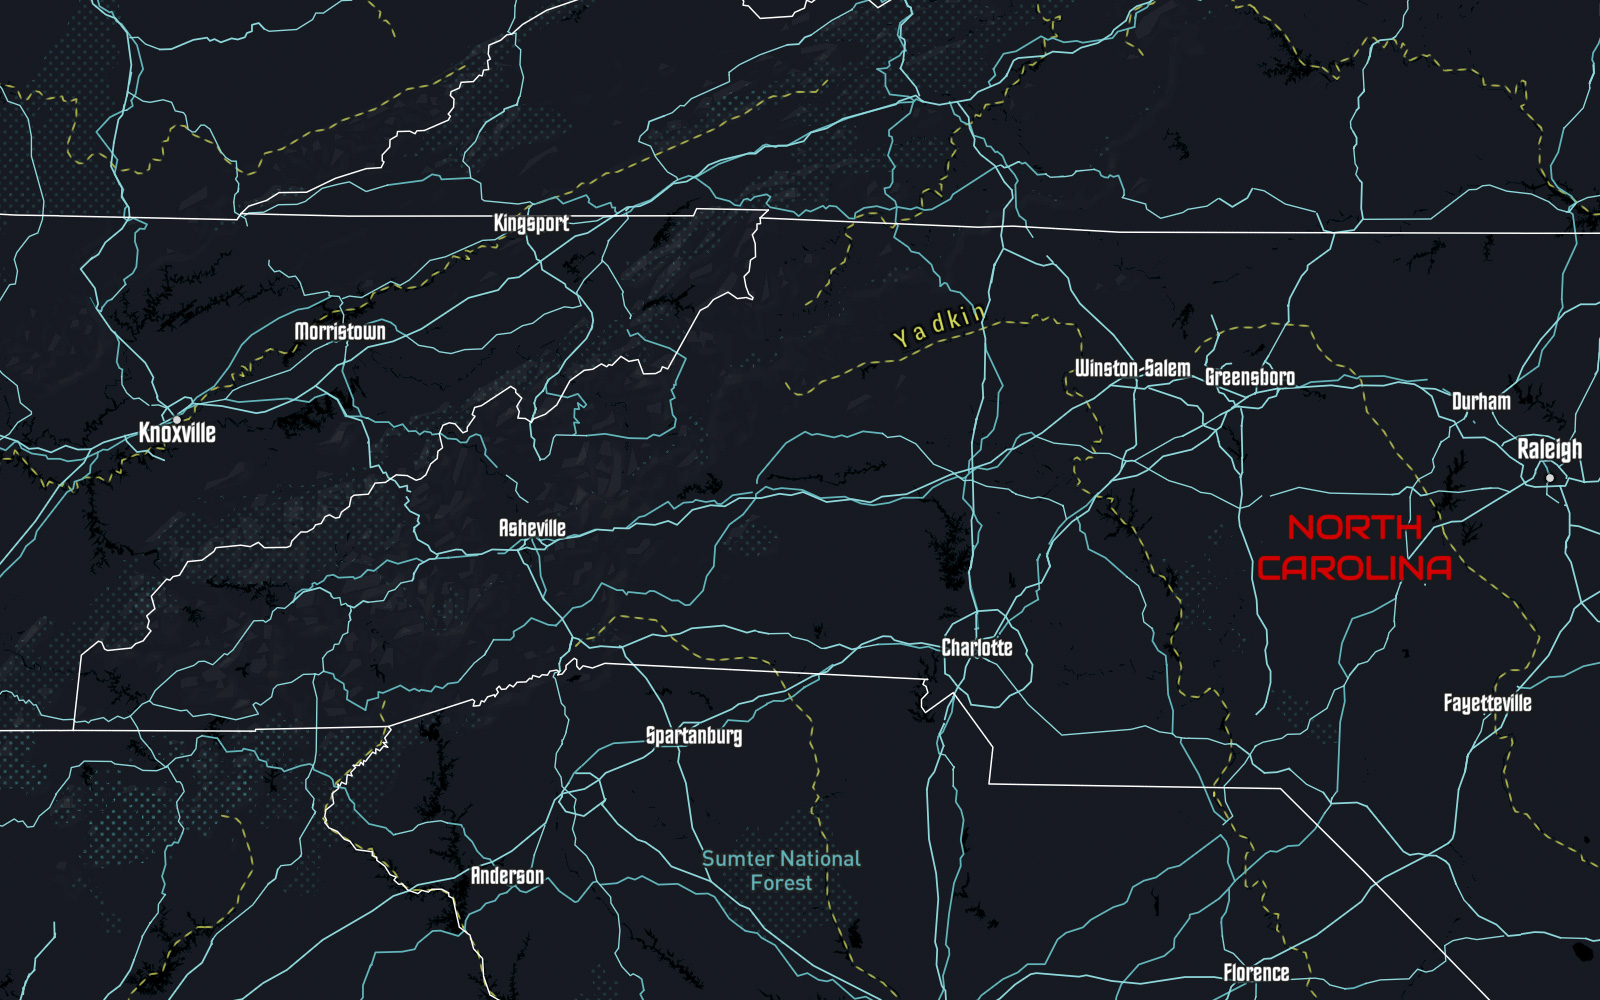 Kingsport
Yadkin
Morristown
Winston-Salem
Greensboro
Durham
Knoxville
Raleigh
Asheville
NORTH
CAROLINA
Charlotte
Fayetteville
Spartanburg
Sumter National
Forest
Anderson
Florence